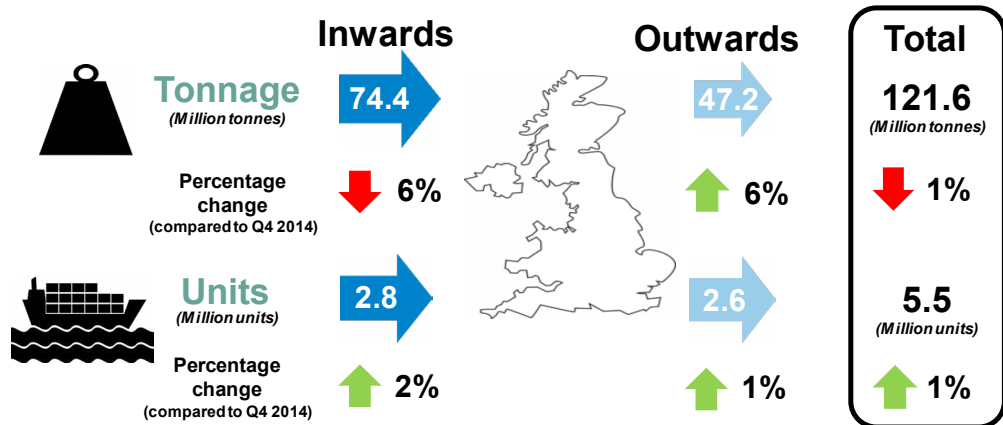 Inwards Outwards Total
Tonnage 74.4 47.2 121.6
(Million tonnes) (Million tonnes)
Percentage
change 6% 6% 1%
(compared to Q4 2014)
Units 2.8 2.6 5.5
(Million units) (Million units)
Percentage
change 2% 1% 1%
(compared to Q4 2014)